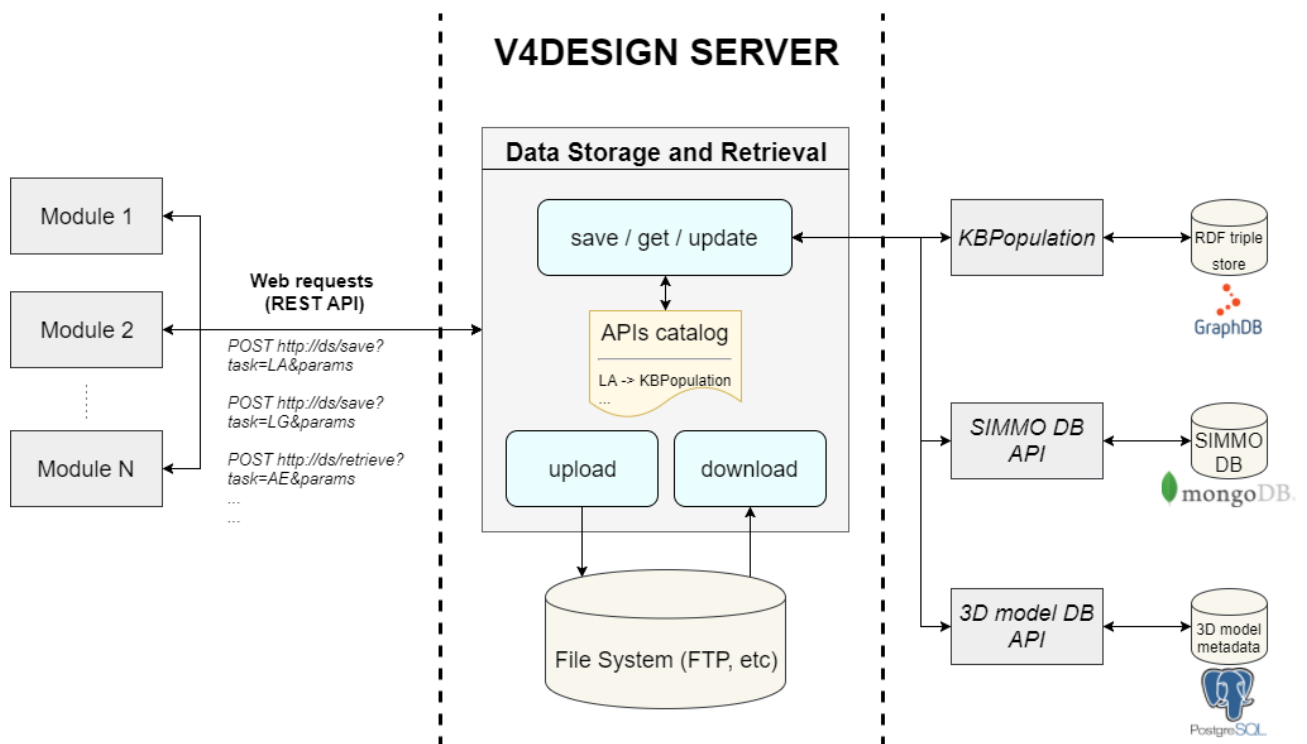 V4DESIGN SERVER
Module 1
Module 2
Module N
Web requests
(REST API)
POST http://ds/save?
task=LA&params
POST http://ds/save?
task=LG&params
POST http://ds/retrieve?
task=AE&params
...
...
Data Storage and Retrieval
save / get / update
APIs catalog
LA -> KBPopulation
...
upload
download
File System (FTP, etc)
KBPopulation
RDF triple
store
GraphDB
SIMMO DB
API
SIMMO
DB
mongoDB.
3D model DB
API
3D model
metadata
PostgreSQL